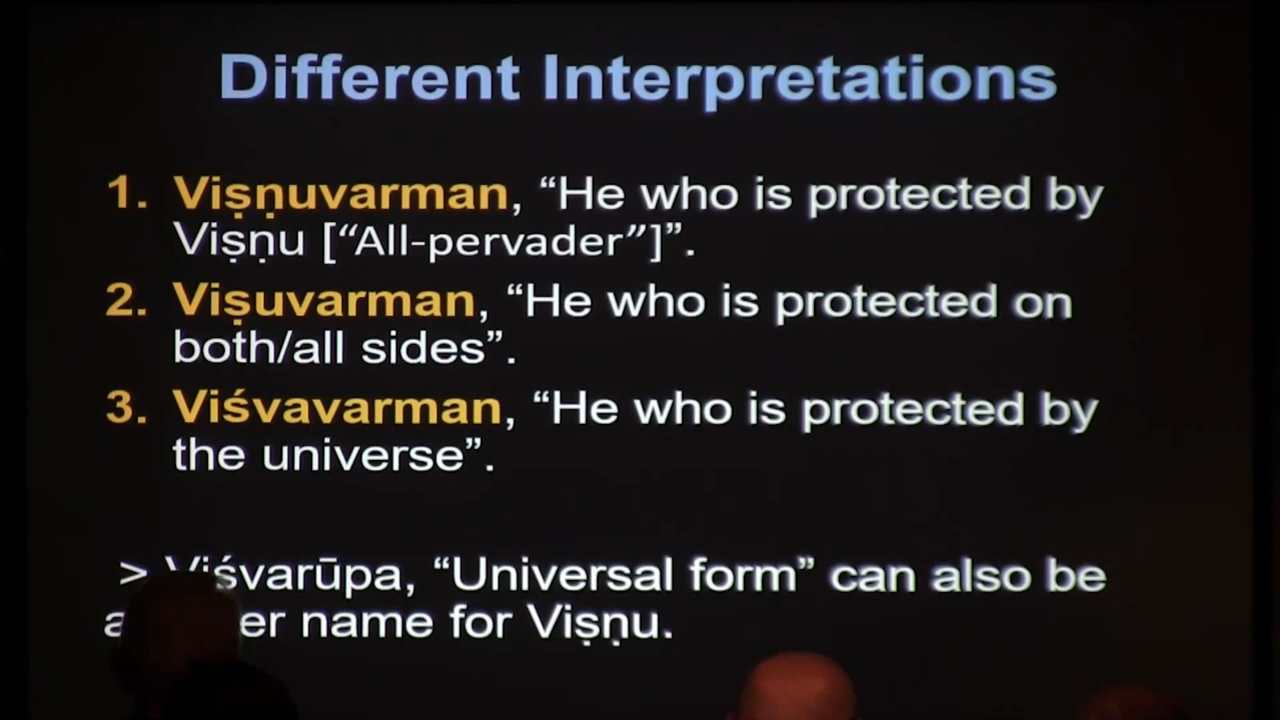 Different Interpretations
1. Viṣṇuvarman, “He who is protected by
Viṣṇu [“All-pervader”]”.
2. Viṣuvarman, “He who is protected on
both/all sides”.
3. Viśvavarman, “He who is protected by
the universe”.
> Viśvarūpa, “Universal form” can also be
name for Viṣṇu.